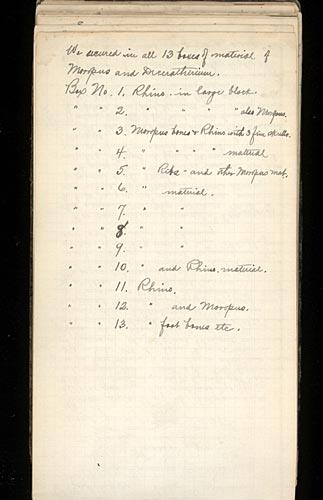 We secured in all 13 boxes of material of
Moropus and Diceratherium.
Box No. 1. Rhino. in large block.
" " 2. " " " " also Moropus.
" " 3. Moropus bones & Rhino with 3 fine skulls.
" " 4. " " " " material
" " 5. " Ribs - and other Moropus mat.
" " 6. " material.
" " 7. " "
" " 8. " "
" " 9. " "
" " 10. " and Rhino. material.
" " 11. Rhino.
" " 12. " and Moropus.
" " 13. " foot bones etc.